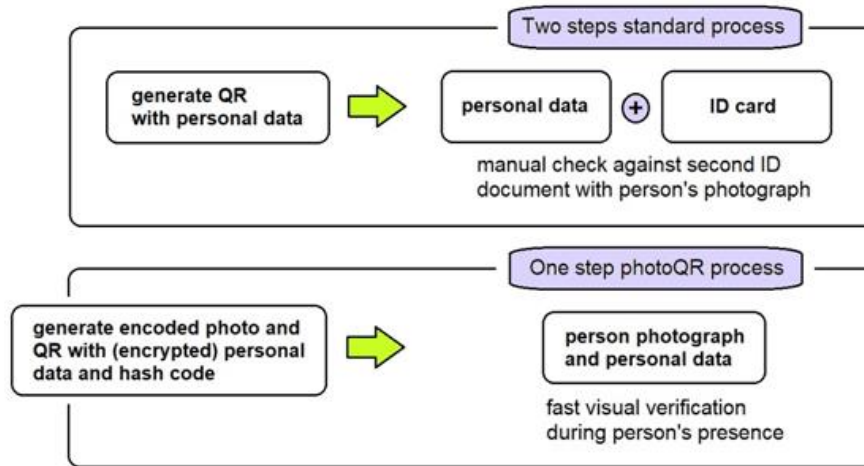 Two steps standard process
generate QR
with personal data
personal data
+
ID card
manual check against second ID
document with person's photograph
One step photoQR process
generate encoded photo and
QR with (encrypted) personal
data and hash code
person photograph
and personal data
fast visual verification
during person's presence